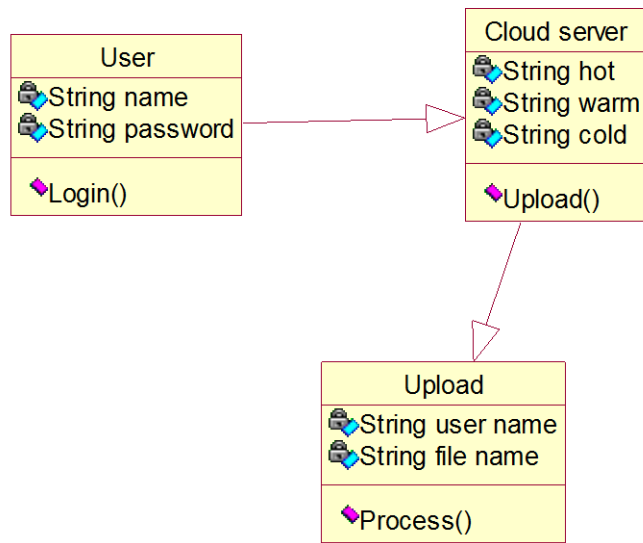 User
String name
String password
Login()
Cloud server
String hot
String warm
String cold
Upload()
Upload
String user name
String file name
Process()